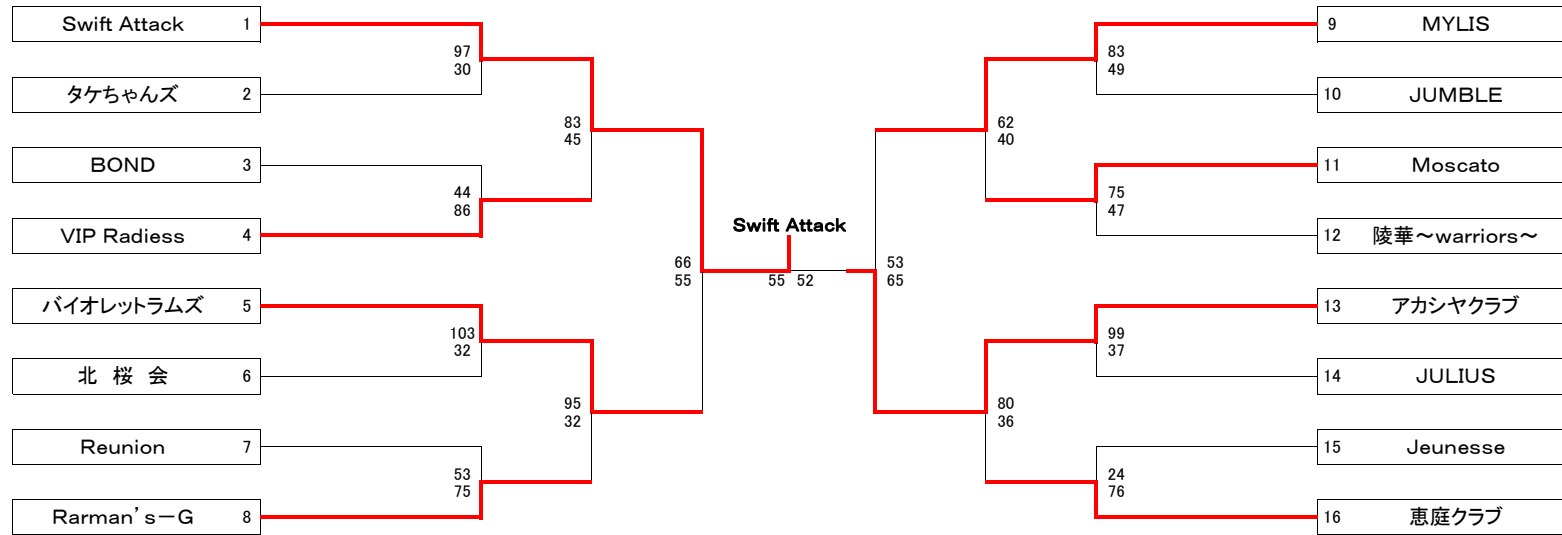 Swift Attack 1
97
30
タケちゃんズ 2
83
45
BOND 3
44
86
VIP Radiess 4
66
55
バイオレットラムズ 5
103
32
北 桜 会 6
95
32
Reunion 7
53
75
Rarman's－G 8
Swift Attack
55 52
9 MYLIS
83
49
10 JUMBLE
62
40
11 Moscato
75
47
12 陵華～warriors～
53
65
13 アカシヤクラブ
99
37
14 JULIUS
80
36
15 Jeunesse
24
76
16 恵庭クラブ